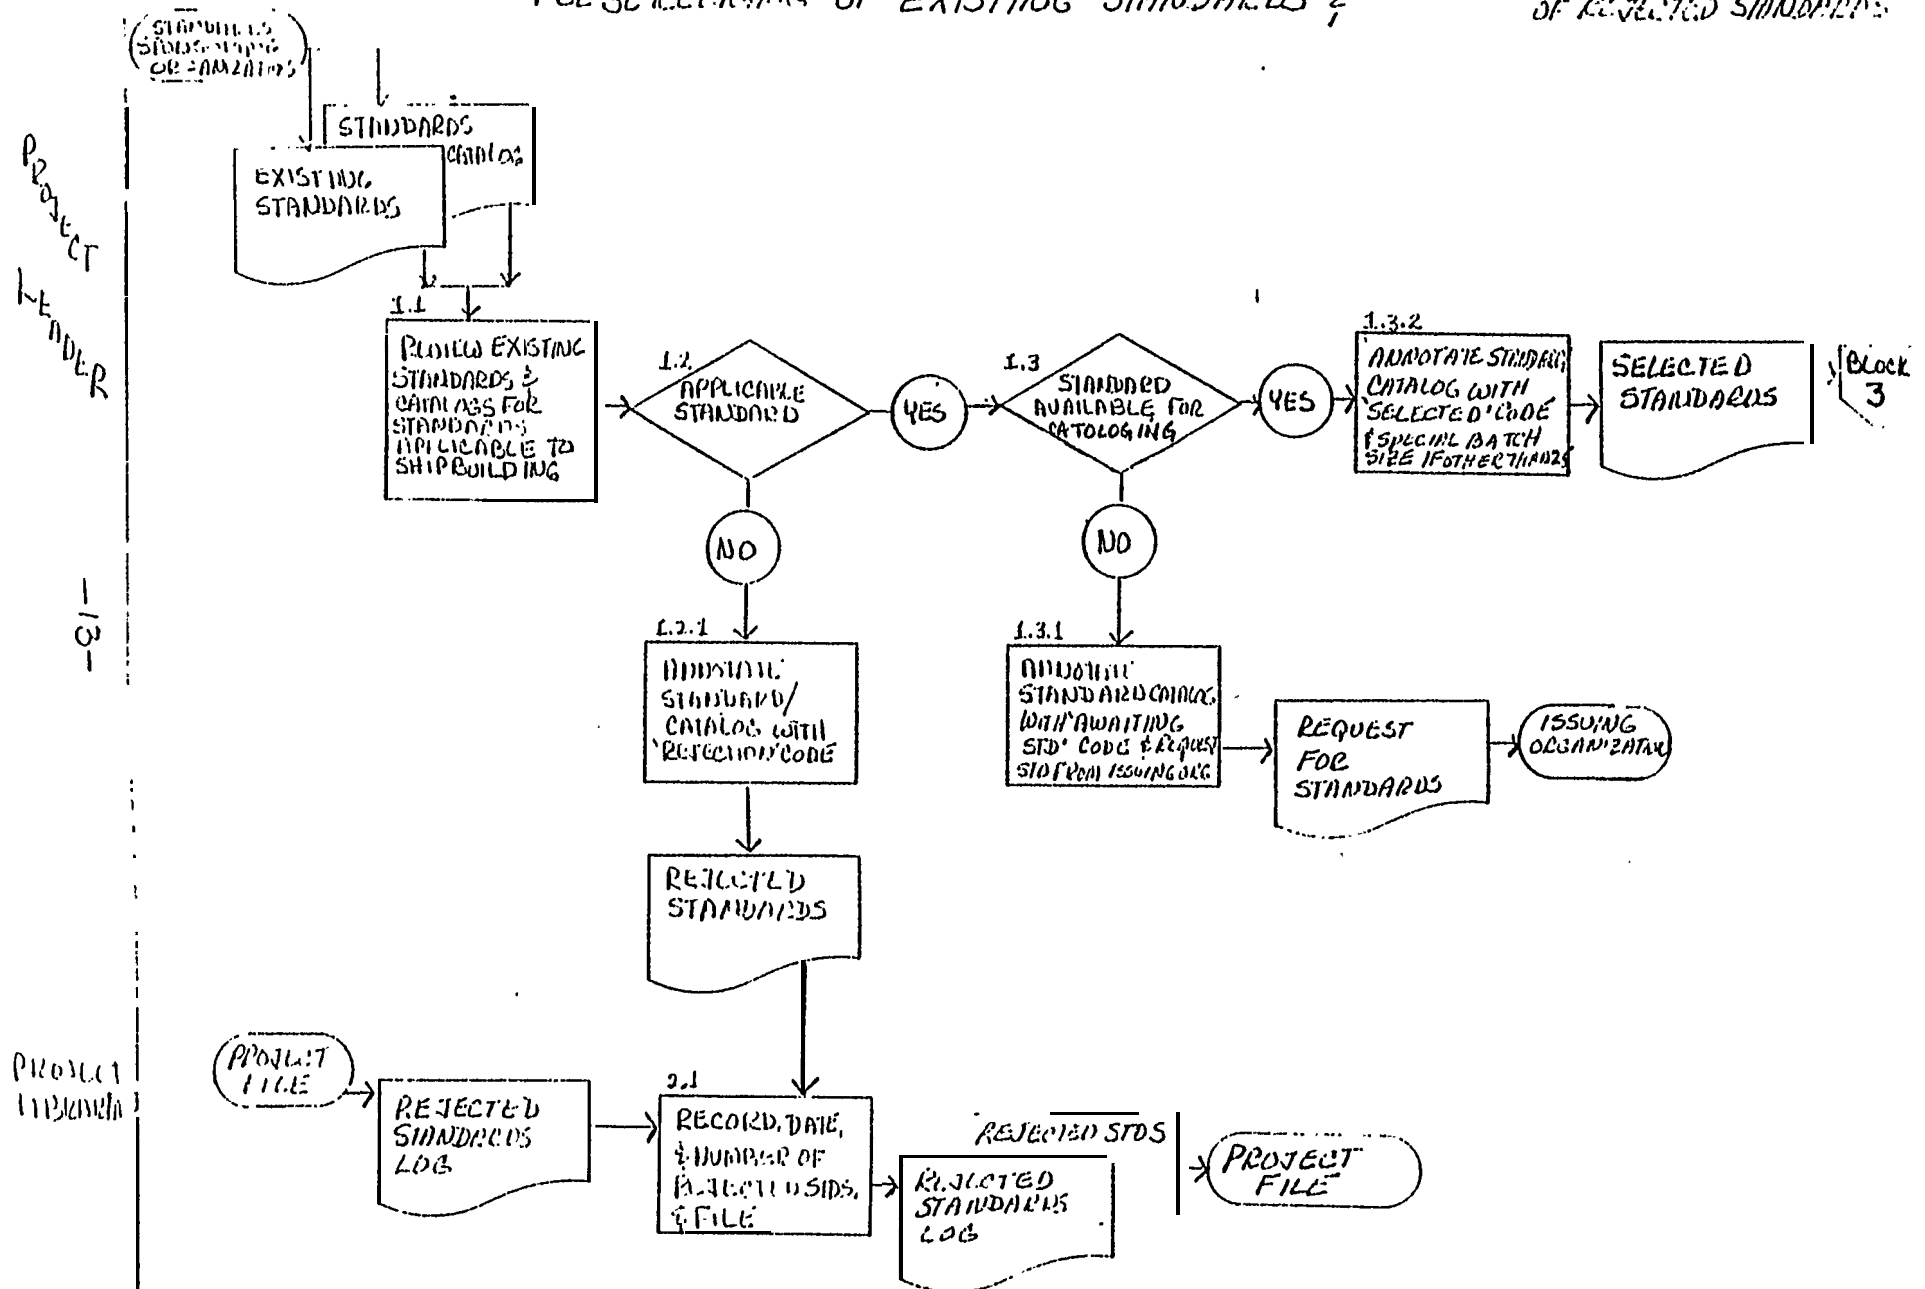 OF EXISTING STANDARDS &
OF REJECTED STANDARDS
STANDARDS
CATALOG
EXISTING
STANDARDS
PROJECT
LEADER
1.1
REVIEW EXISTING
STANDARDS &
CATALOGS FOR
STANDARDS
APPLICABLE TO
SHIPBUILDING
1.2
APPLICABLE
STANDARD
YES
1.3
STANDARD
AVAILABLE FOR
CATOLOGING
YES
1.3.2
ANNOTATE STANDARD
CATALOG WITH
'SELECTED' CODE
& SPECIAL BATCH
SIZE IF OTHER THAN 25
SELECTED
STANDARDS
BLOCK
3
NO
NO
-13-
1.2.1
ANNOTATE
STANDARD/
CATALOG WITH
'REJECTION' CODE
1.3.1
ANNOTATE
STANDARD CATALOG
WITH 'AWAITING
STD' CODE & REQUEST
STD FROM ISSUING ORG
REQUEST
FOR
STANDARDS
ISSUING
ORGANIZATION
REJECTED
STANDARDS
PROJECT
LIBRARIAN
PROJECT
FILE
REJECTED
STANDARDS
LOG
2.1
RECORD, DATE,
& NUMBER OF
REJECTED STDS,
& FILE
REJECTED STDS
REJECTED
STANDARDS
LOG
PROJECT
FILE